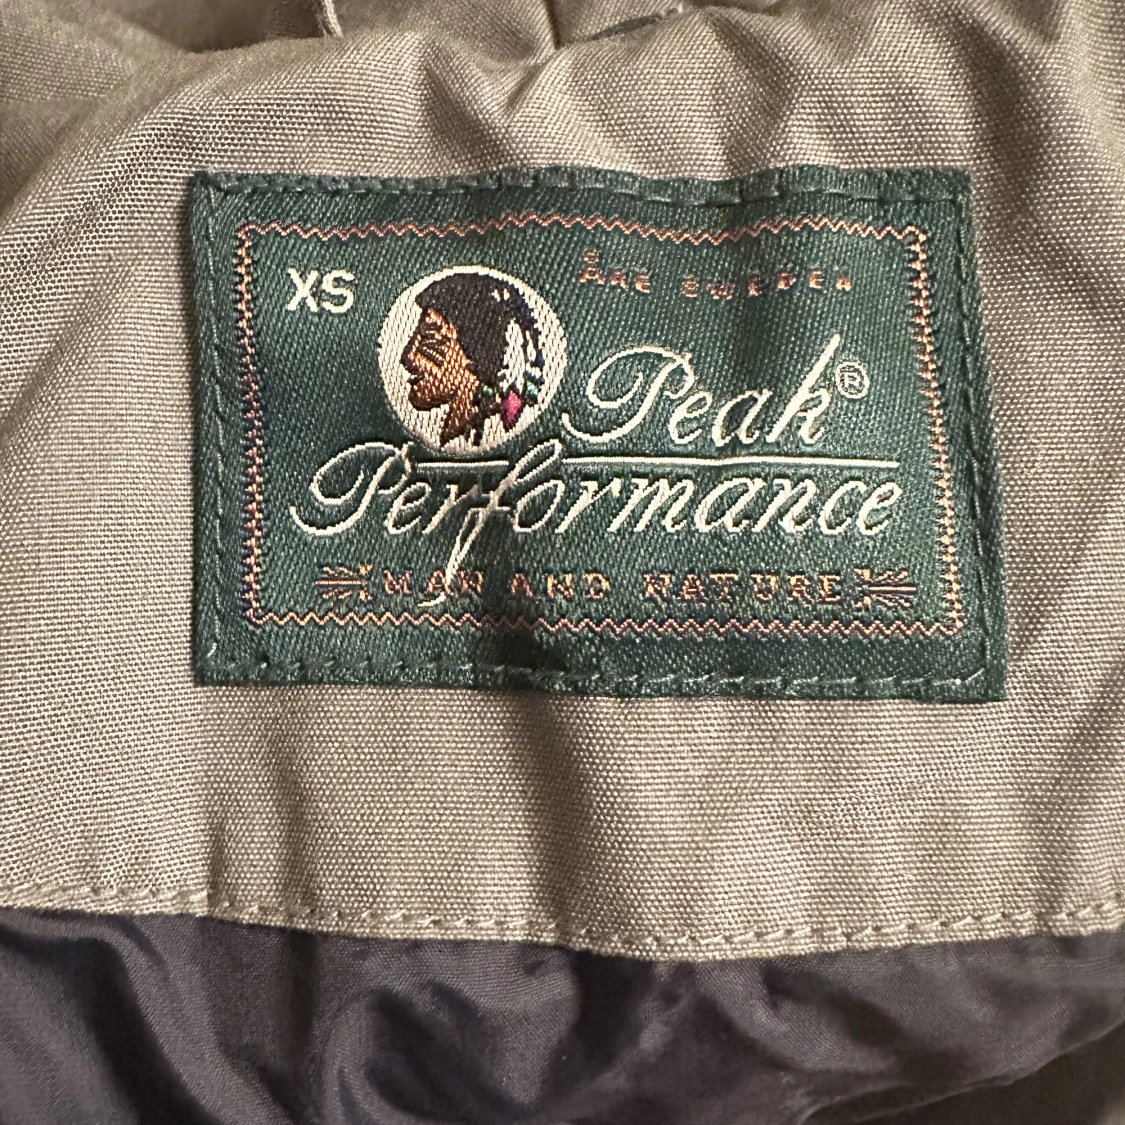 XS
ÅRE SWEDEN
Peak®
Performance
MAN AND NATURE